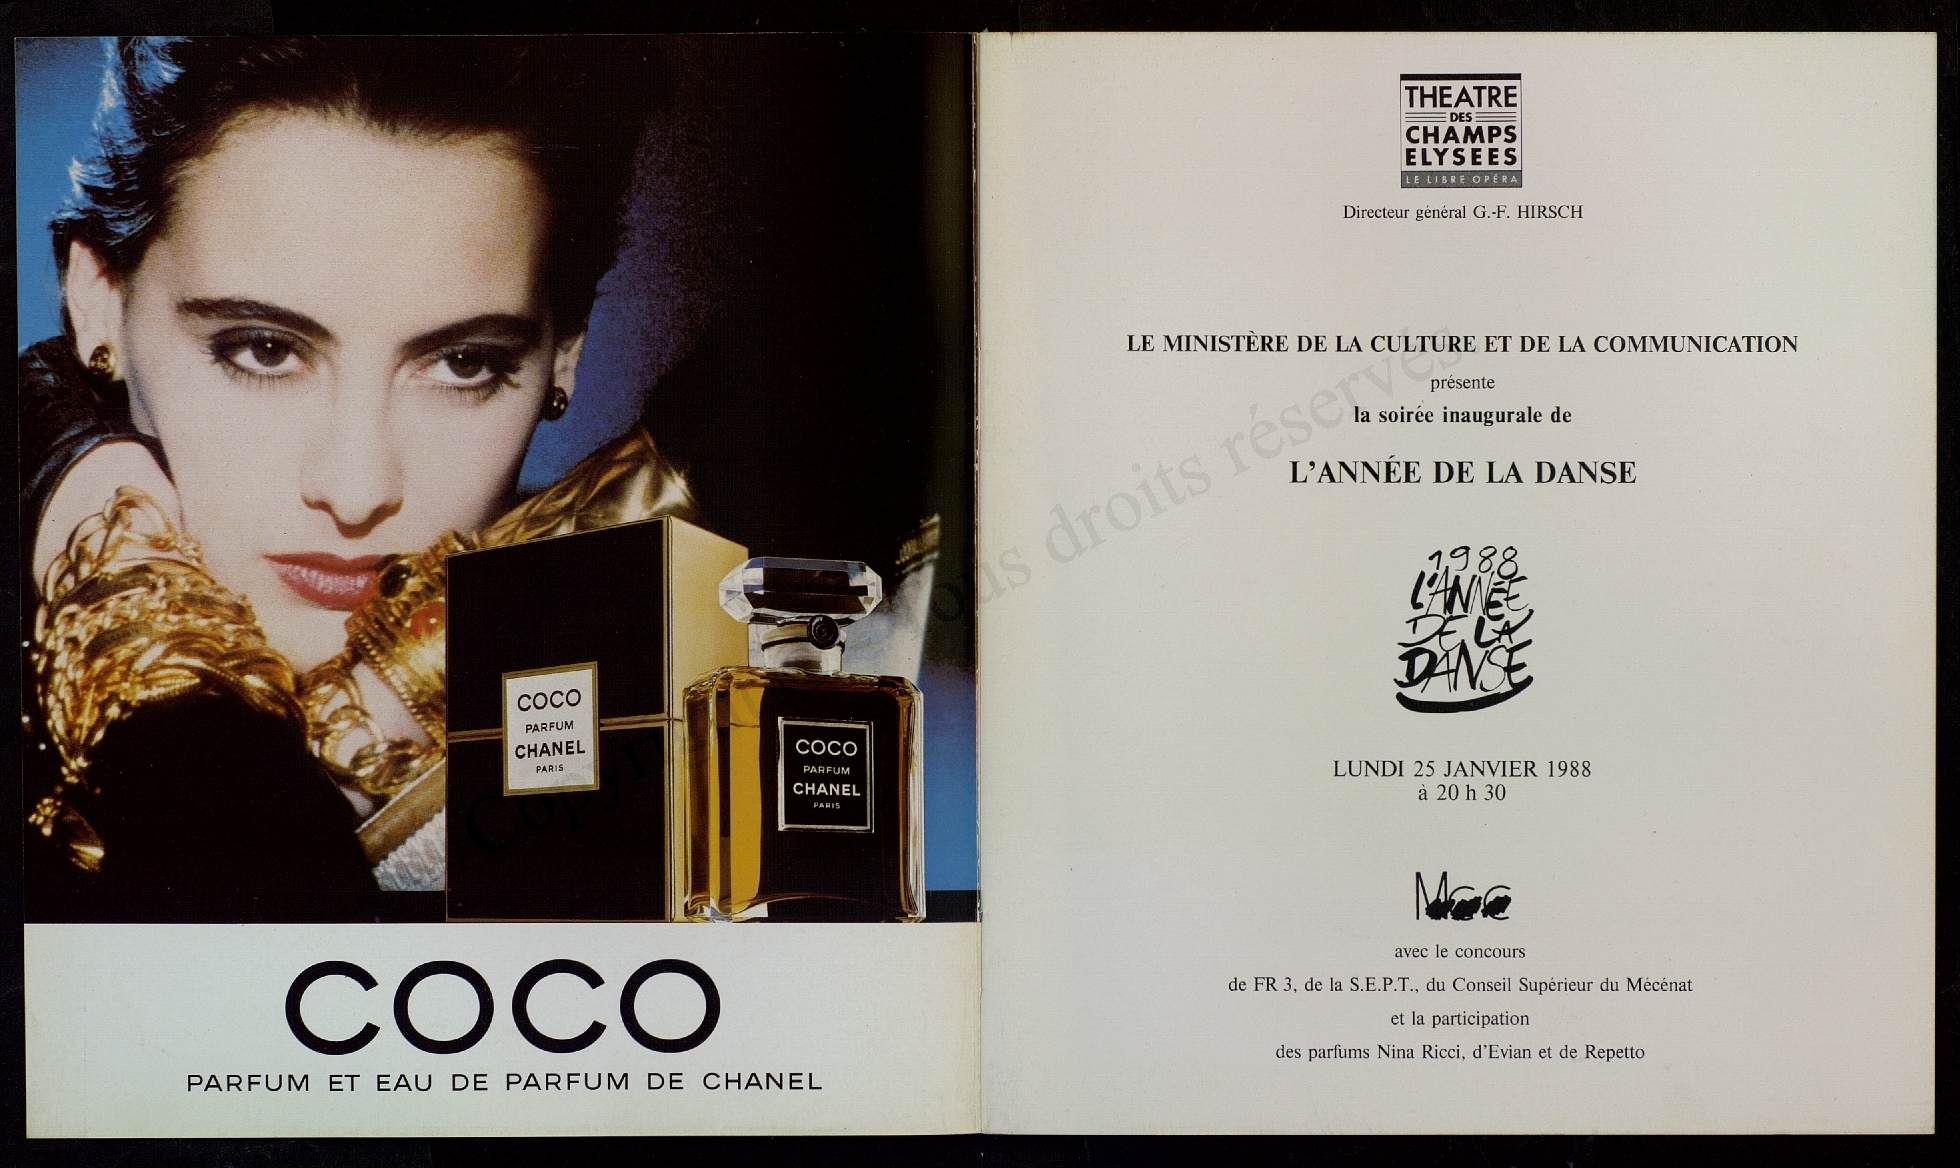 COCO
PARFUM
CHANEL
PARIS
COCO
PARFUM
CHANEL
PARIS
COCO
PARFUM ET EAU DE PARFUM DE CHANEL
THEATRE
DES
CHAMPS
ELYSEES
LE LIBRE OPÉRA
Directeur général G.-F. HIRSCH
LE MINISTÈRE DE LA CULTURE ET DE LA COMMUNICATION
présente
la soirée inaugurale de
L'ANNÉE DE LA DANSE
1988
L'ANNÉE
DE LA
DANSE
LUNDI 25 JANVIER 1988
à 20 h 30
avec le concours
de FR 3, de la S.E.P.T., du Conseil Supérieur du Mécénat
et la participation
des parfums Nina Ricci, d'Evian et de Repetto
droits réservés.